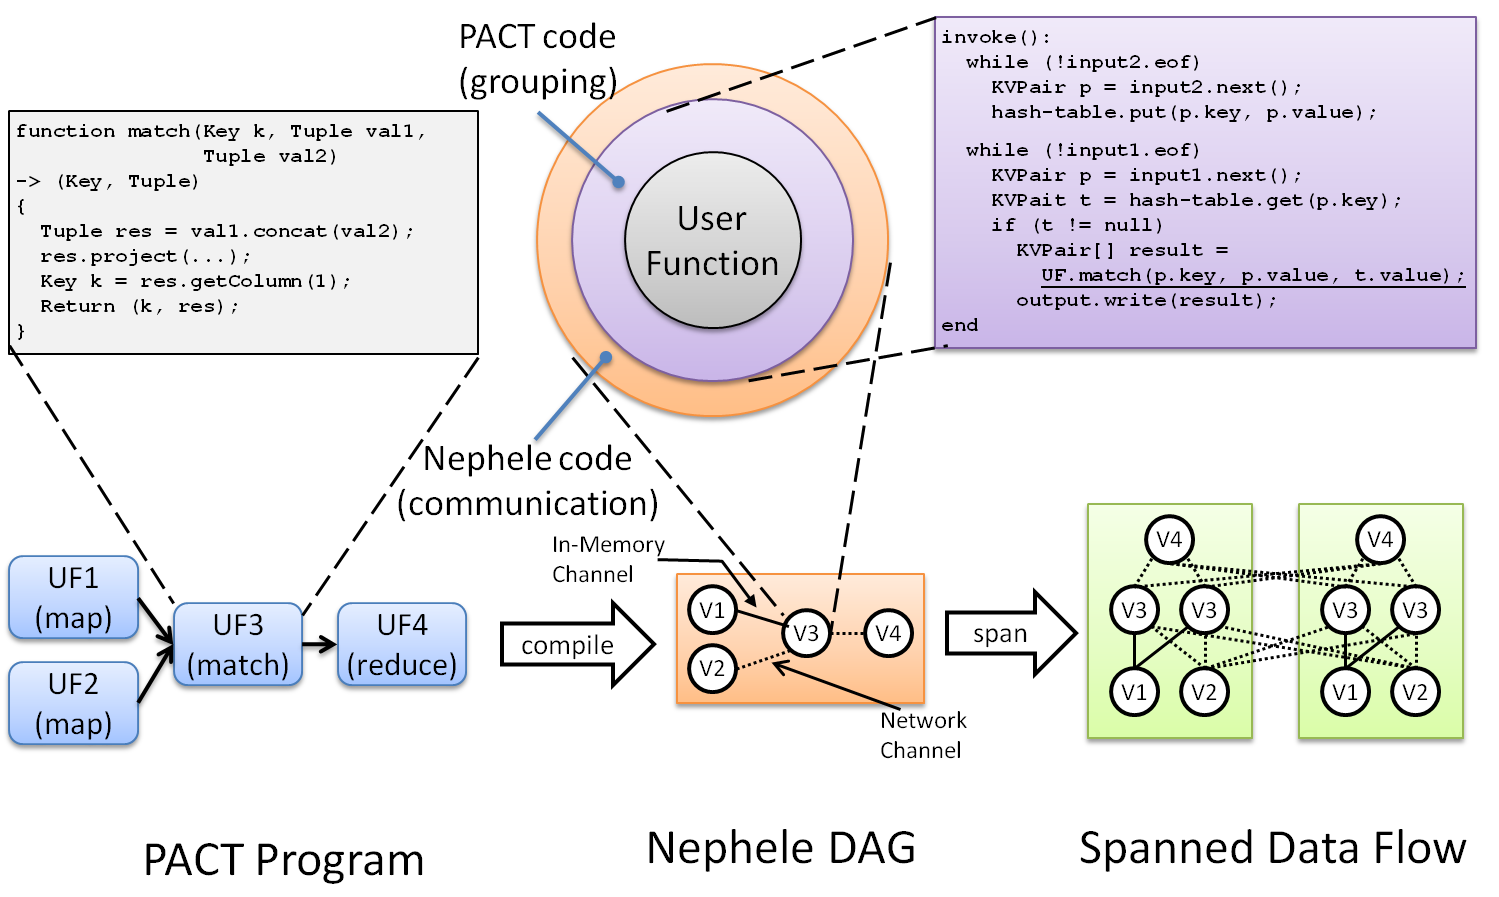 PACT code
(grouping)
function match(Key k, Tuple val1,
Tuple val2)
-> (Key, Tuple)
{
Tuple res = val1.concat(val2);
res.project(...);
Key k = res.getColumn(1);
Return (k, res);
}
User
Function
invoke():
while (!input2.eof)
KVPair p = input2.next();
hash-table.put(p.key, p.value);
while (!input1.eof)
KVPair p = input1.next();
KVPait t = hash-table.get(p.key);
if (t != null)
KVPair[] result =
UF.match(p.key, p.value, t.value);
output.write(result);
end
Nephele code
(communication)
UF1
(map)
UF2
(map)
UF3
(match)
UF4
(reduce)
compile
In-Memory
Channel
V1
V2
V3
V4
Network
Channel
span
V4
V3
V3
V1
V2
V4
V3
V3
V1
V2
PACT Program
Nephele DAG
Spanned Data Flow